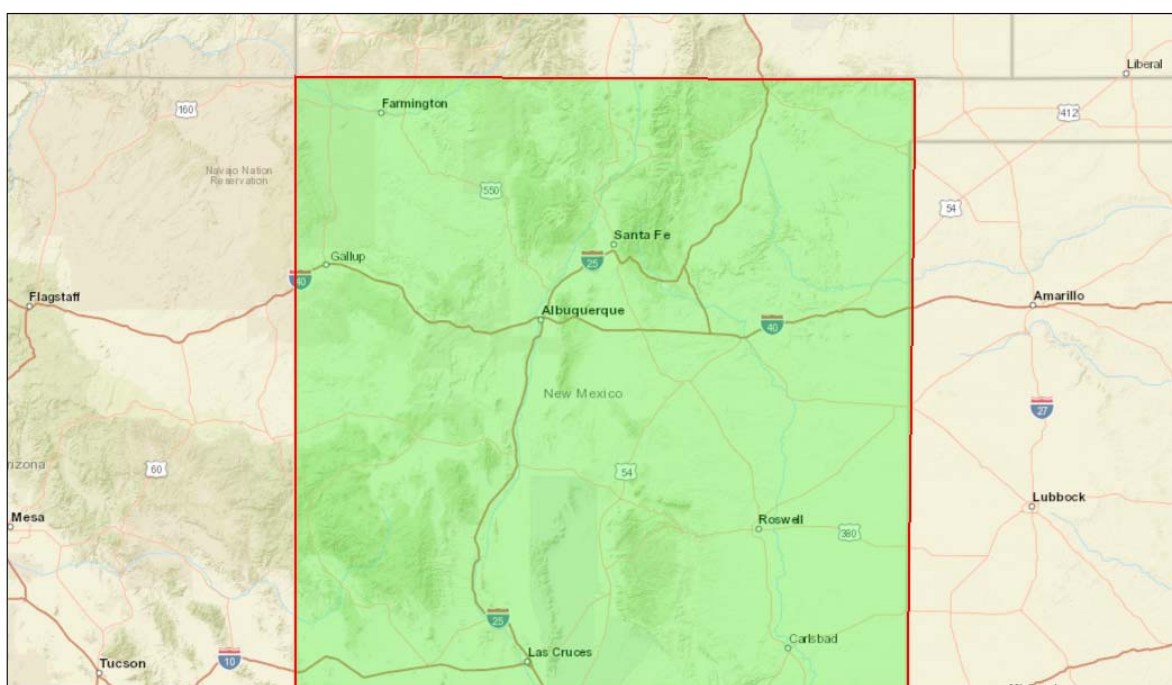 Liberal
Farmington
160
412
Navajo Nation
Reservation
550
54
Santa Fe
Gallup
25
40
Flagstaff
Amarillo
Albuquerque
40
New Mexico
27
60
54
rizona
Lubbock
Mesa
Roswell
380
25
Carlsbad
Las Cruces
Tucson
10